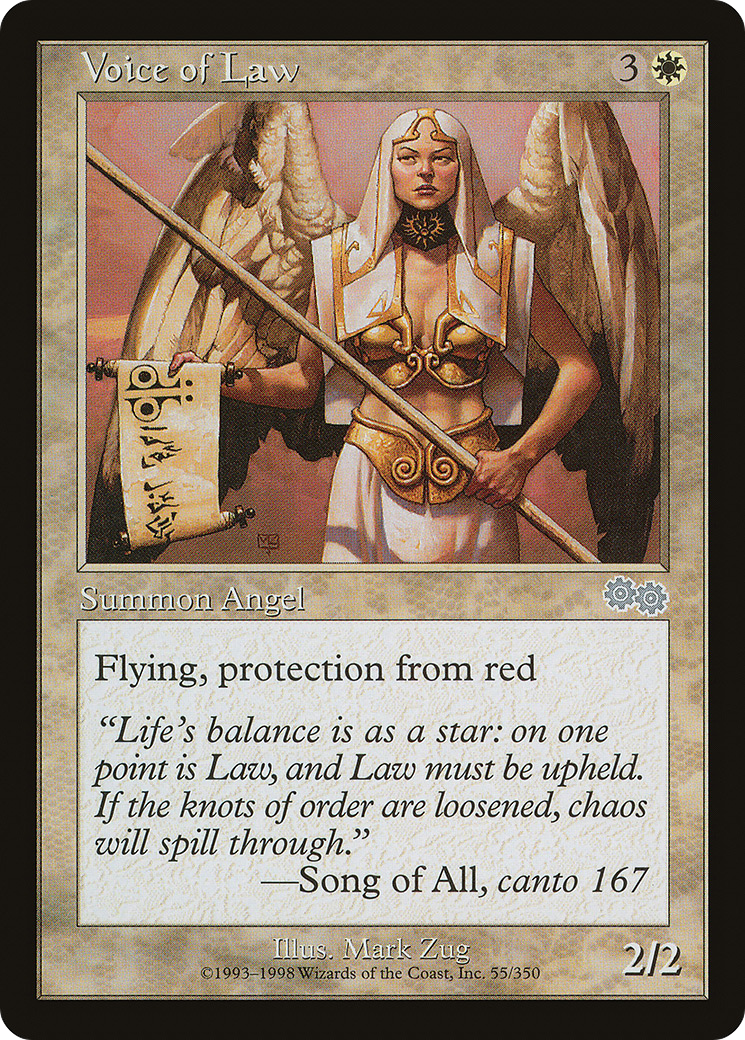 Voice of Law 3
Summon Angel
Flying, protection from red
“Life’s balance is as a star: on one
point is Law, and Law must be upheld.
If the knots of order are loosened, chaos
will spill through.”
—Song of All, canto 167
Illus. Mark Zug
©1993–1998 Wizards of the Coast, Inc. 55/350
2/2